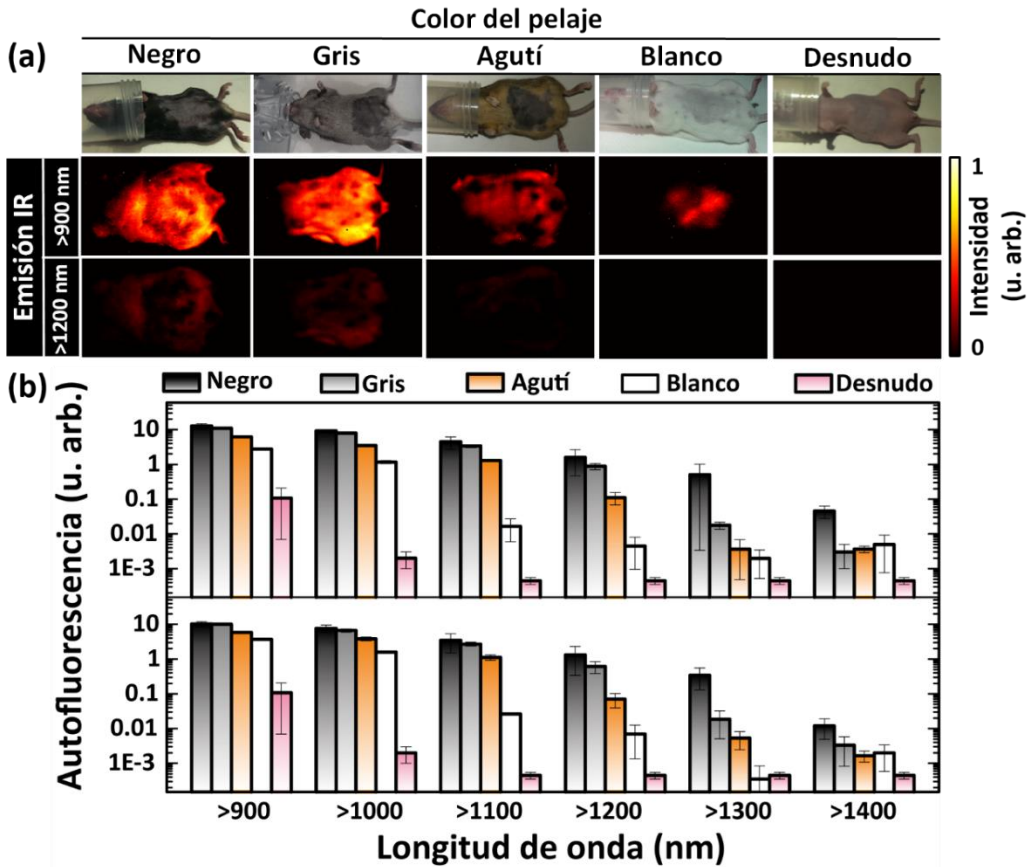 Color del pelaje
(a)
Negro Gris Agutí Blanco Desnudo
Emisión IR
>900 nm
>1200 nm
1
Intensidad
(u. arb.)
0
(b)
Negro Gris Agutí Blanco Desnudo
Autofluorescencia (u. arb.)
10
1
0.1
0.01
1E-3
10
1
0.1
0.01
1E-3
>900 >1000 >1100 >1200 >1300 >1400
Longitud de onda (nm)